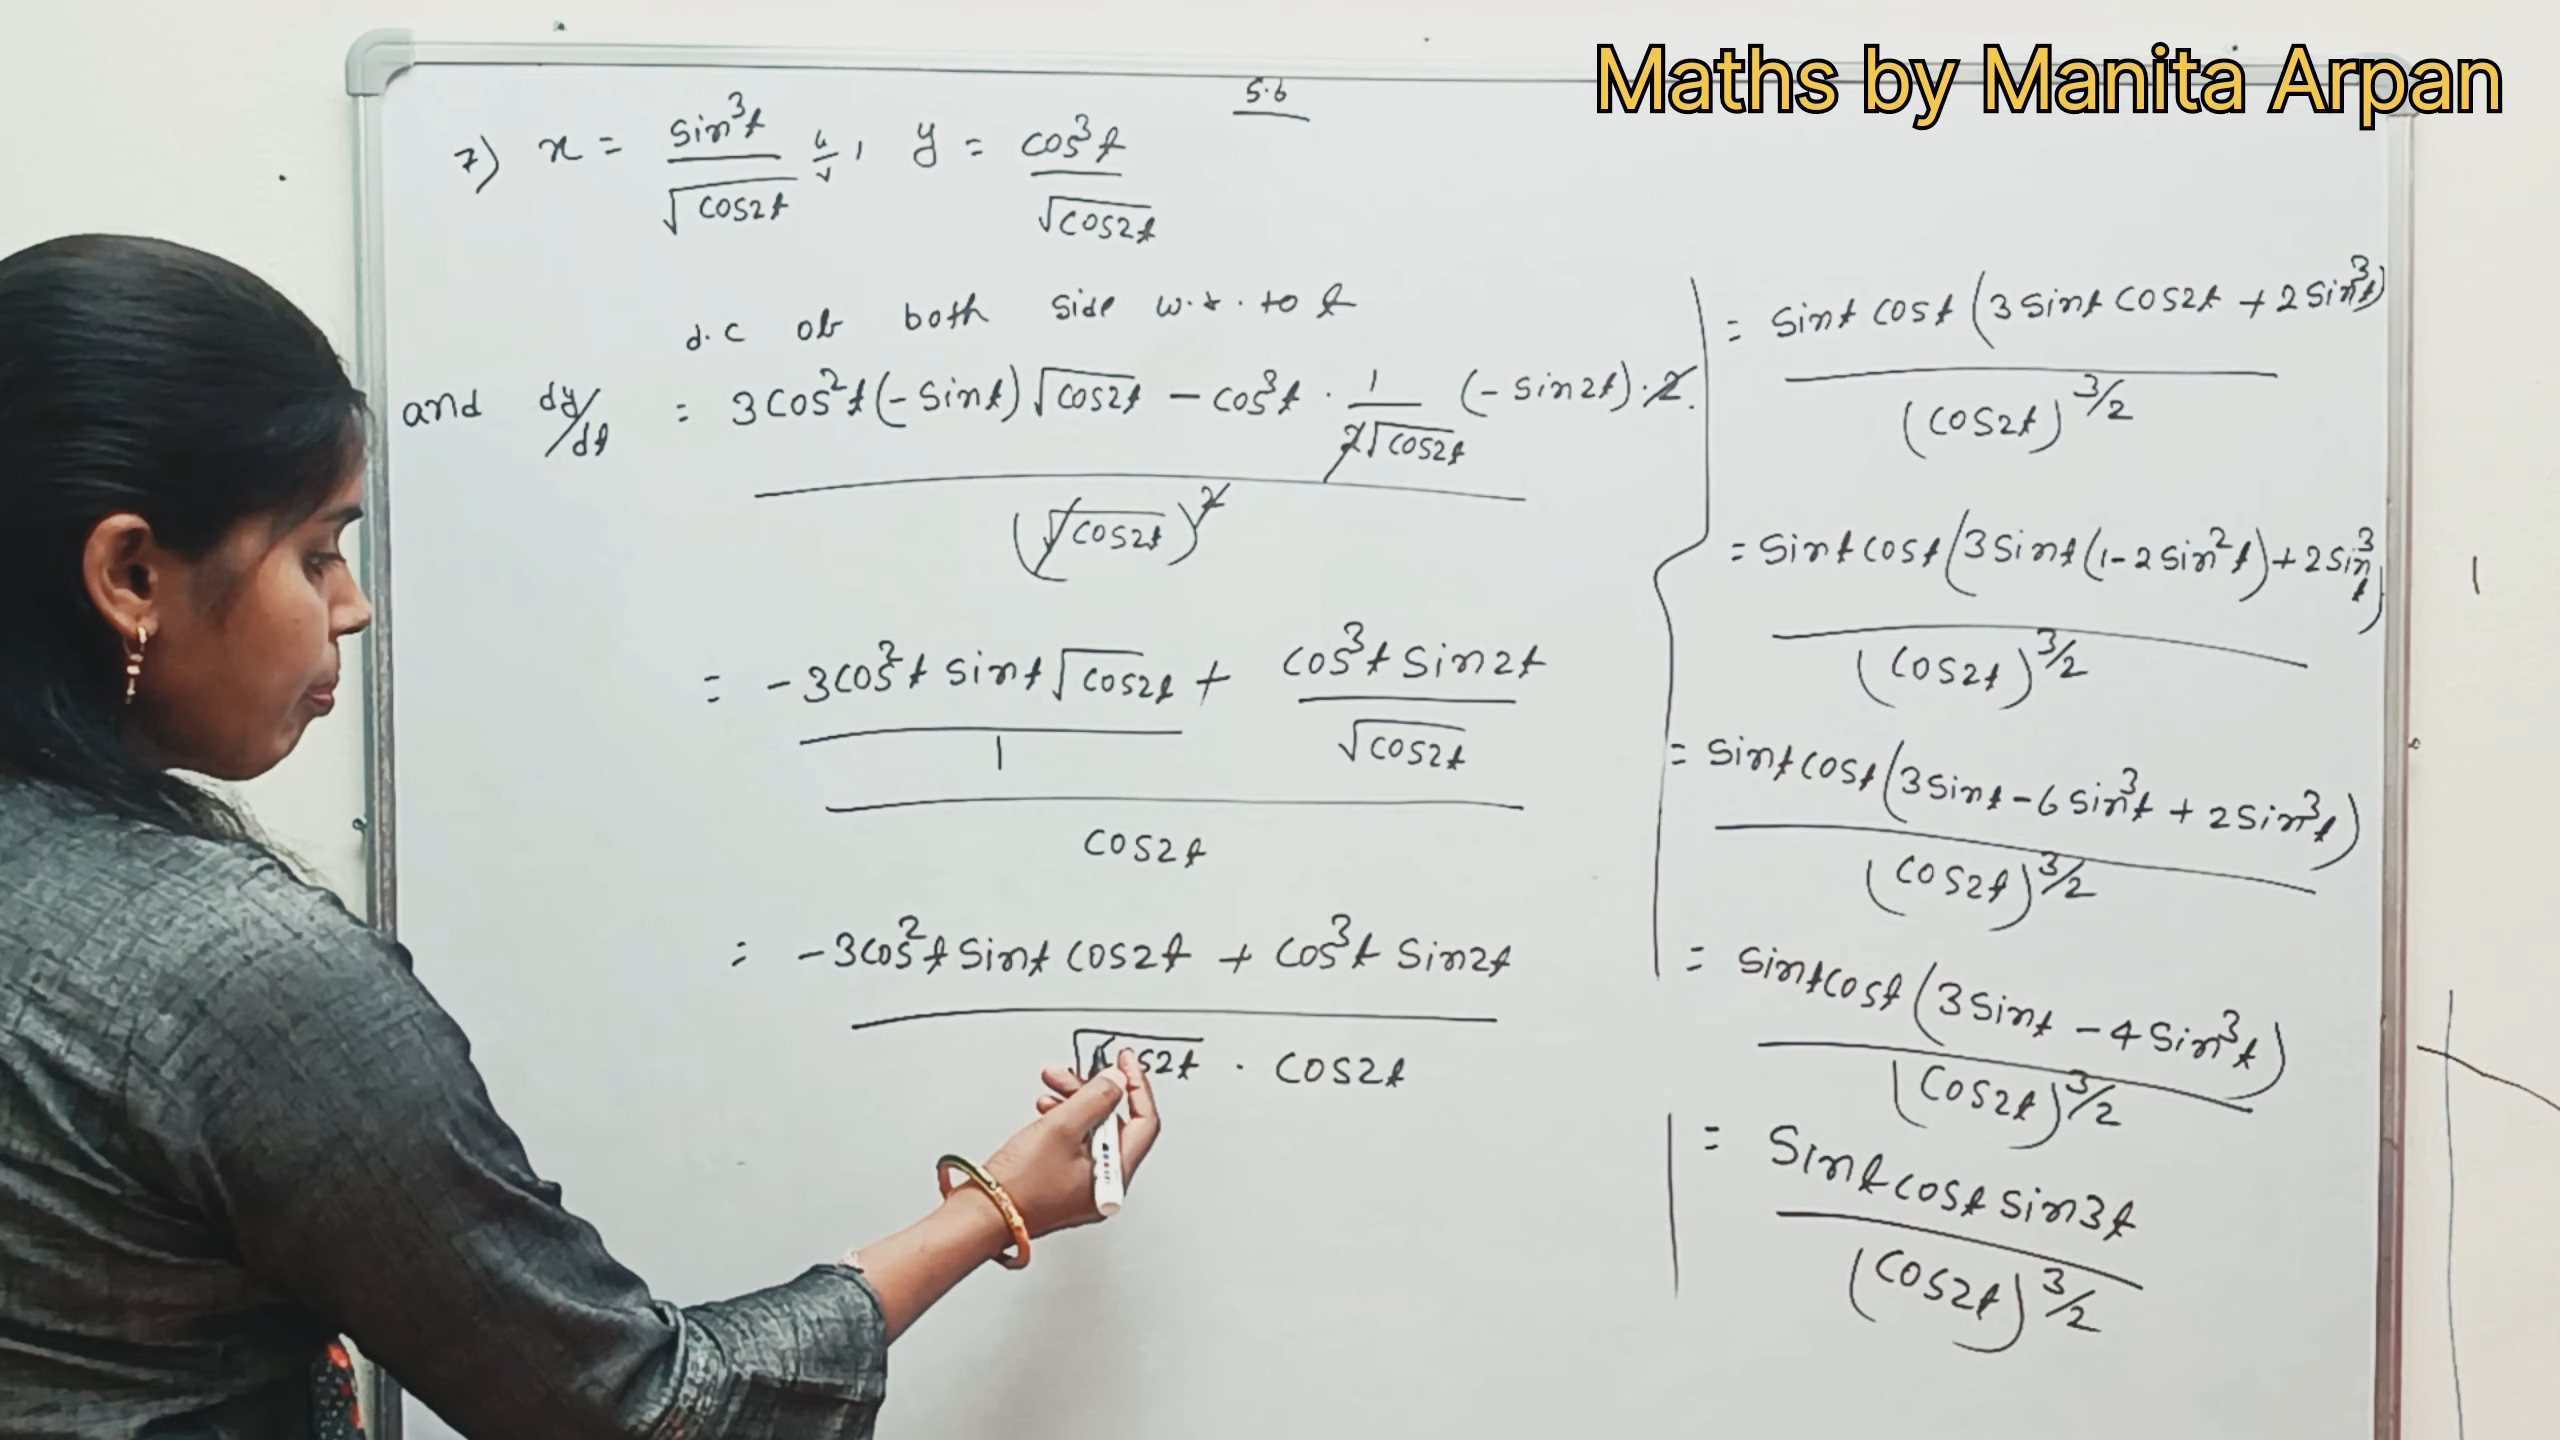 Maths by Manita Arpan
5.6
7) x = sin³t / √cos2t u/v , y = cos³t / √cos2t
d.c ob both side w.r. to t
and dy/dt = 3cos²t(-sint)√cos2t - cos³t · 1/2√cos2t (-sin2t)·2. / (√cos2t)²
= -3cos²t sint√cos2t / 1 + cos³t sin2t / √cos2t / cos2t
= -3cos²t sint cos2t + cos³t sin2t / √cos2t · cos2t
= sint cost (3sint cos2t + 2sin³t) / (cos2t)^3/2
= sint cost (3sint(1-2sin²t) + 2sin³t) / (cos2t)^3/2
= sint cost (3sint - 6sin³t + 2sin³t) / (cos2t)^3/2
= sint cost (3sint - 4sin³t) / (cos2t)^3/2
= sint cost sin3t / (cos2t)^3/2